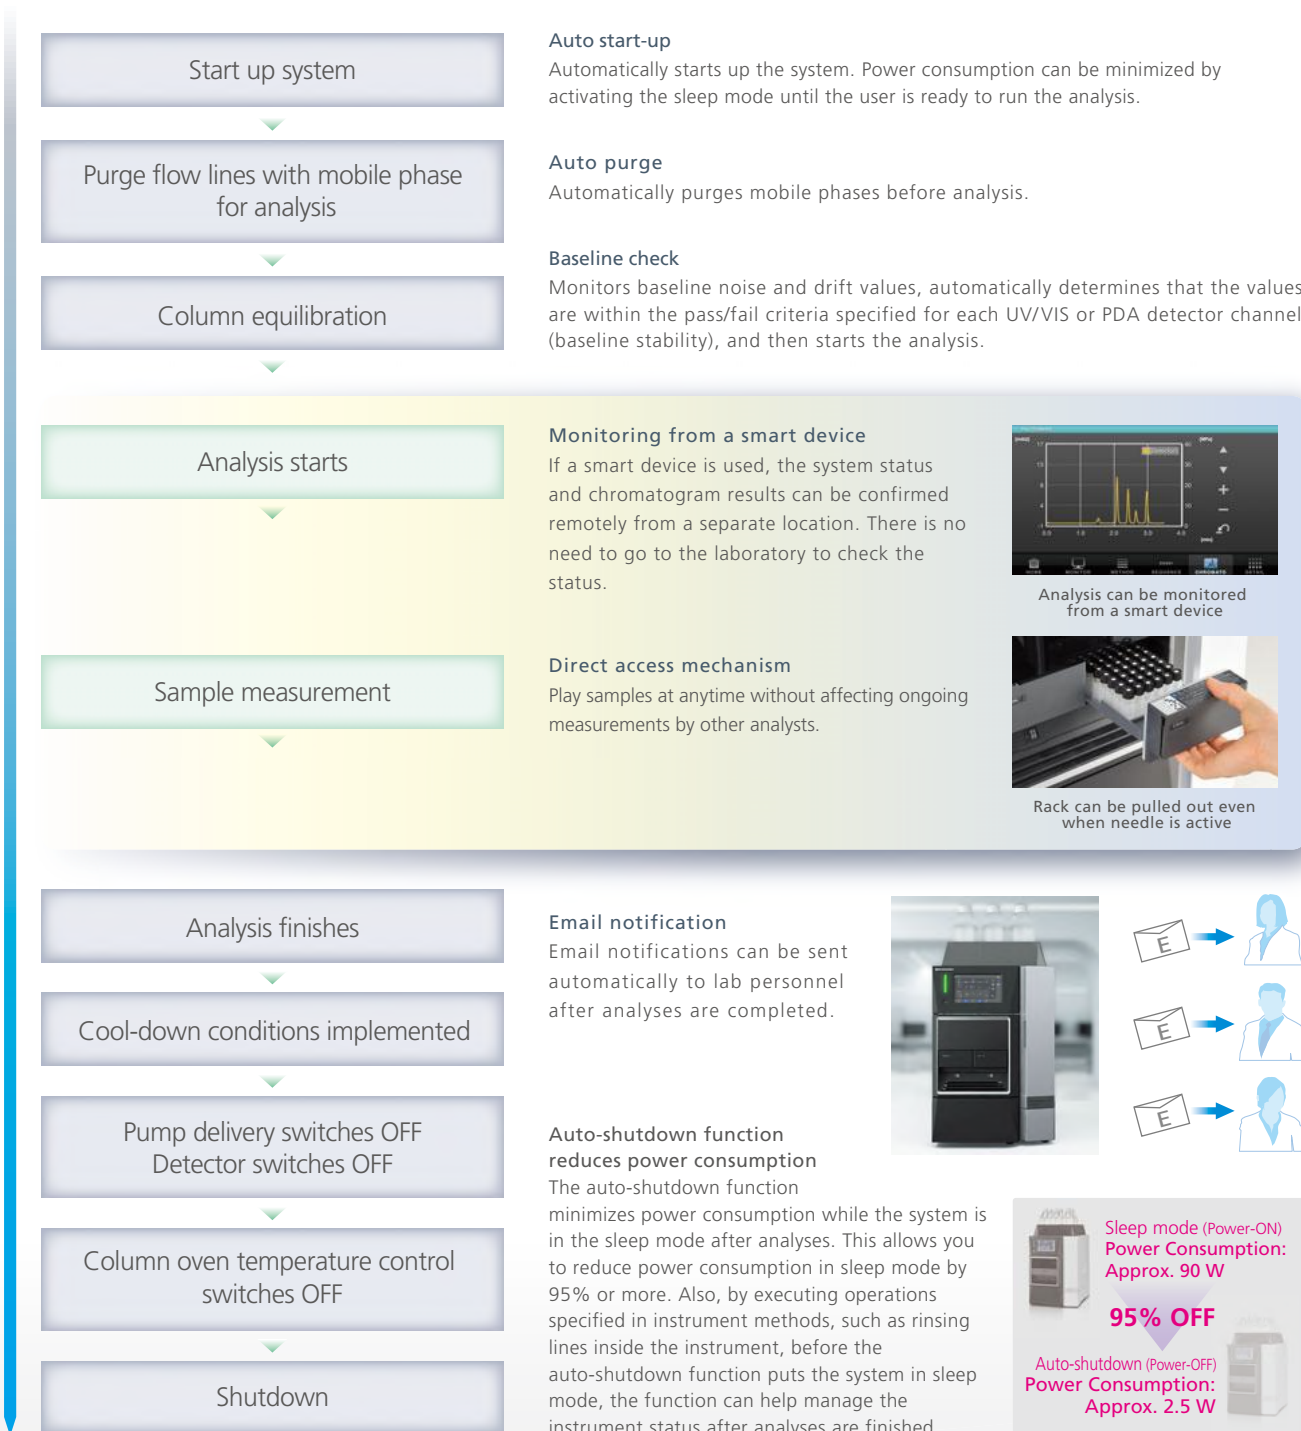 Start up system
Auto start-up
Automatically starts up the system. Power consumption can be minimized by
activating the sleep mode until the user is ready to run the analysis.
Purge flow lines with mobile phase
for analysis
Auto purge
Automatically purges mobile phases before analysis.
Column equilibration
Baseline check
Monitors baseline noise and drift values, automatically determines that the values
are within the pass/fail criteria specified for each UV/VIS or PDA detector channel
(baseline stability), and then starts the analysis.
Analysis starts
Monitoring from a smart device
If a smart device is used, the system status
and chromatogram results can be confirmed
remotely from a separate location. There is no
need to go to the laboratory to check the
status.
HOME MONITOR METHOD SEQUENCE CHROMATO DETAIL
Analysis can be monitored
from a smart device
Sample measurement
Direct access mechanism
Play samples at anytime without affecting ongoing
measurements by other analysts.
Rack can be pulled out even
when needle is active
Analysis finishes
Cool-down conditions implemented
Pump delivery switches OFF
Detector switches OFF
Column oven temperature control
switches OFF
Shutdown
Email notification
Email notifications can be sent
automatically to lab personnel
after analyses are completed.
E
E
E
Auto-shutdown function
reduces power consumption
The auto-shutdown function
minimizes power consumption while the system is
in the sleep mode after analyses. This allows you
to reduce power consumption in sleep mode by
95% or more. Also, by executing operations
specified in instrument methods, such as rinsing
lines inside the instrument, before the
auto-shutdown function puts the system in sleep
mode, the function can help manage the
instrument status after analyses are finished
Sleep mode (Power-ON)
Power Consumption:
Approx. 90 W
95% OFF
Auto-shutdown (Power-OFF)
Power Consumption:
Approx. 2.5 W